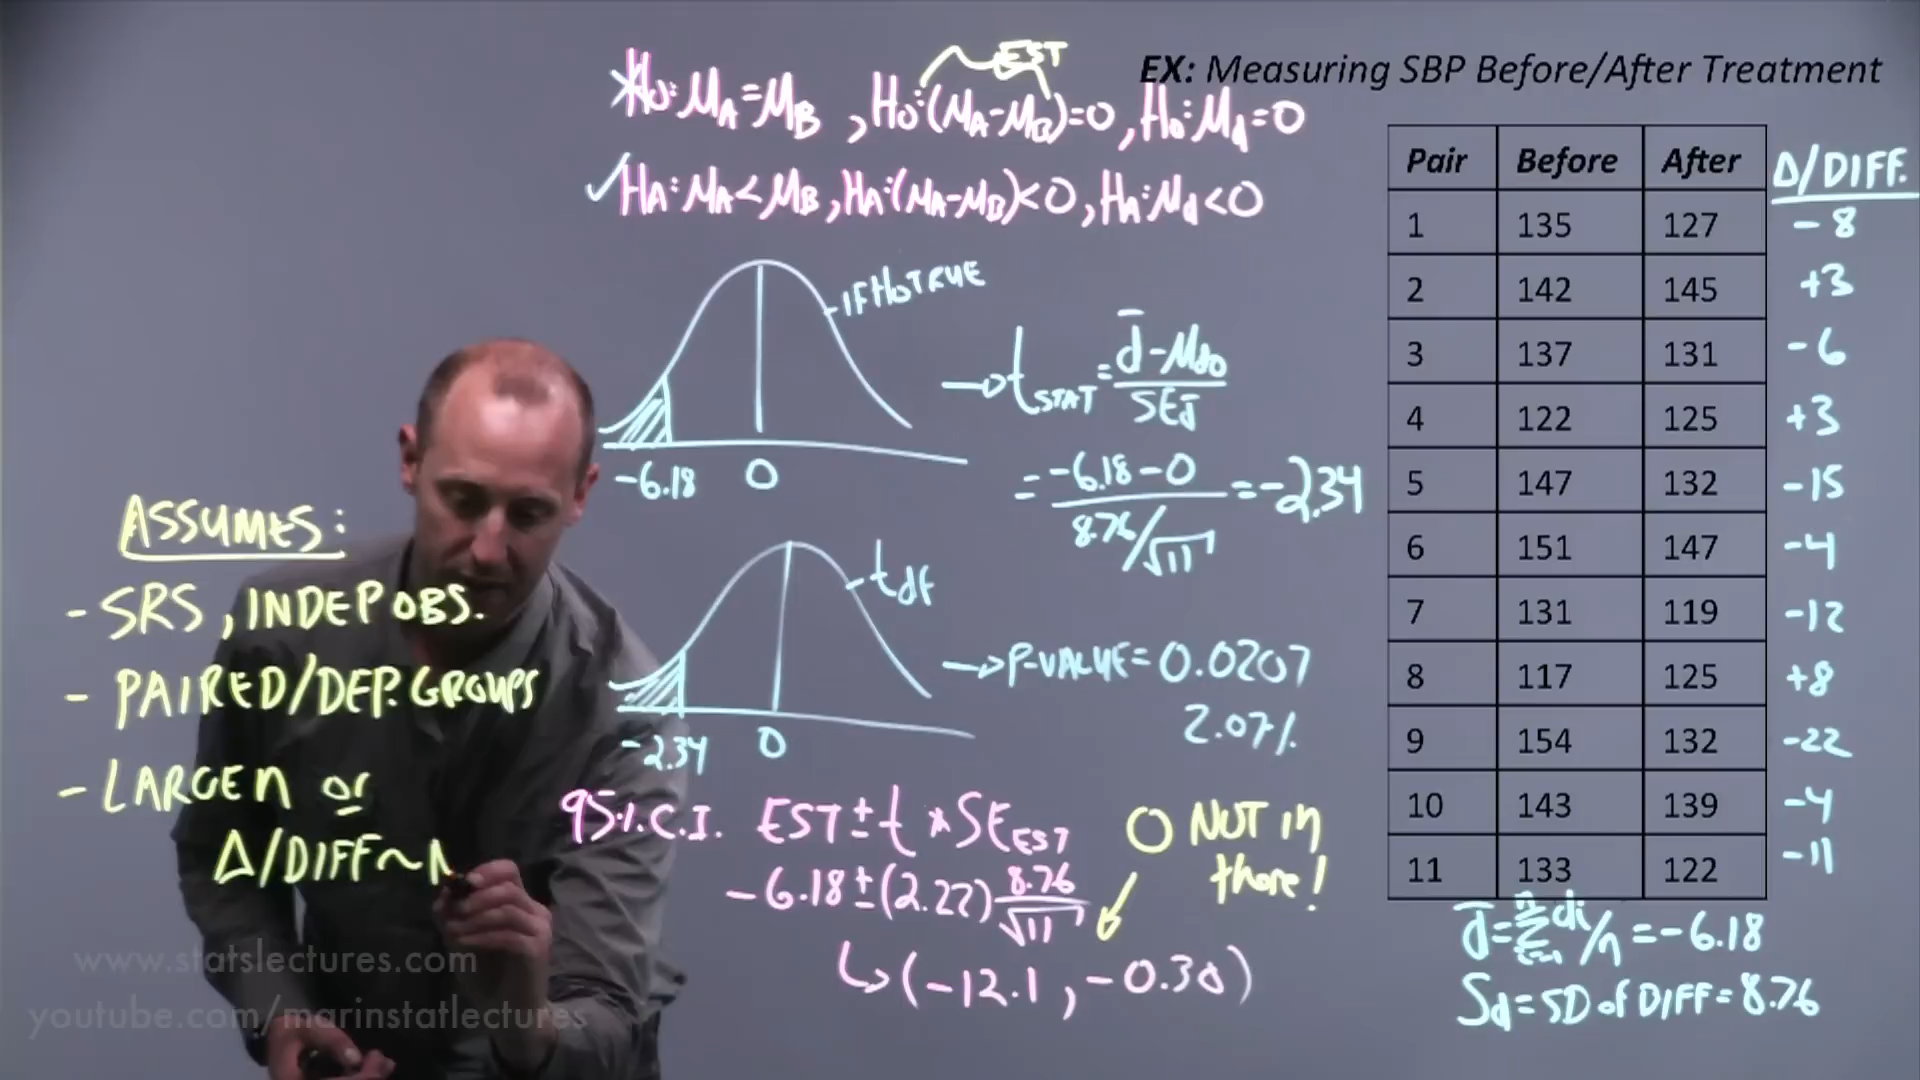 EST
EX: Measuring SBP Before/After Treatment
*H₀: μA = μB, H₀: (μA-μB)=0, H₀: μd=0
✓HA: μA < μB, HA: (μA-μB)<0, HA: μd<0
Pair Before After Δ/DIFF.
1 135 127 -8
2 142 145 +3
3 137 131 -6
4 122 125 +3
5 147 132 -15
6 151 147 -4
7 131 119 -12
8 117 125 +8
9 154 132 -22
10 143 139 -4
11 133 122 -11
d̄ = Σ di/n = -6.18
Sd = SD of DIFF = 8.76
IF H₀ TRUE
-6.18 0
→ tSTAT = d̄ - μd0 / SEd̄
= -6.18 - 0 / 8.76/√11 = -2.34
tdf
-2.34 0
→ P-VALUE = 0.0207
2.07%
95% C.I. EST ± t * SEEST
-6.18 ± (2.22) 8.76/√11
↳ (-12.1, -0.30)
0 NOT in
there!
ASSUMES:
- SRS, INDEP OBS.
- PAIRED/DEP. GROUPS
- LARGE n or
Δ/DIFF ~ N
www.statslectures.com
youtube.com/marinstatlectures